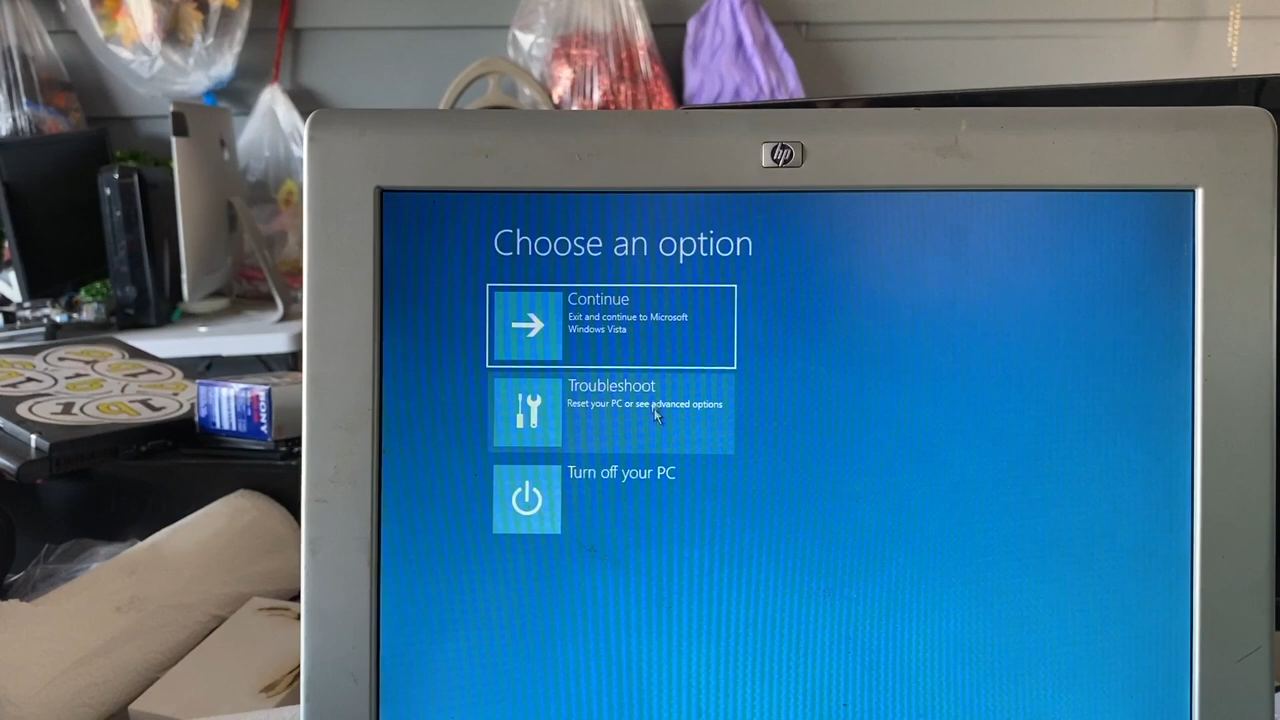 hp
Choose an option
Continue
Exit and continue to Microsoft
Windows Vista
Troubleshoot
Reset your PC or see advanced options
Turn off your PC
SONY